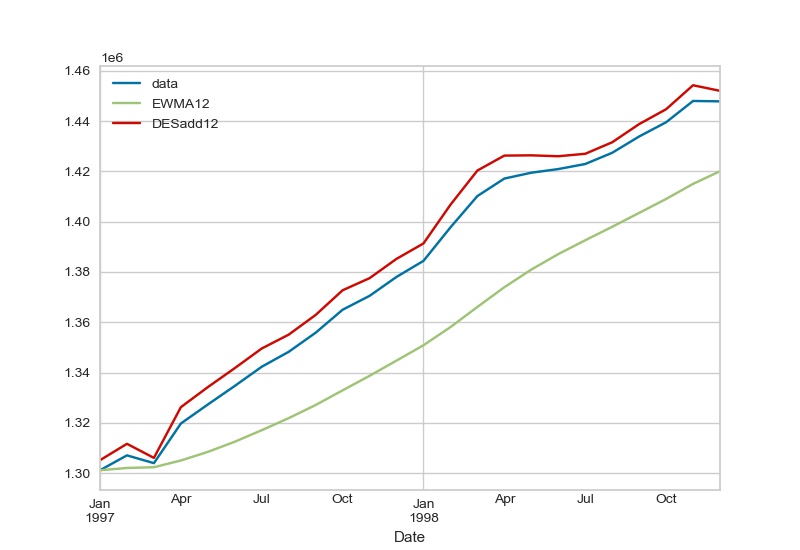 1e6
1.46
1.44
1.42
1.40
1.38
1.36
1.34
1.32
1.30
data
EWMA12
DESadd12
Jan Apr Jul Oct Jan Apr Jul Oct
1997 1998
Date